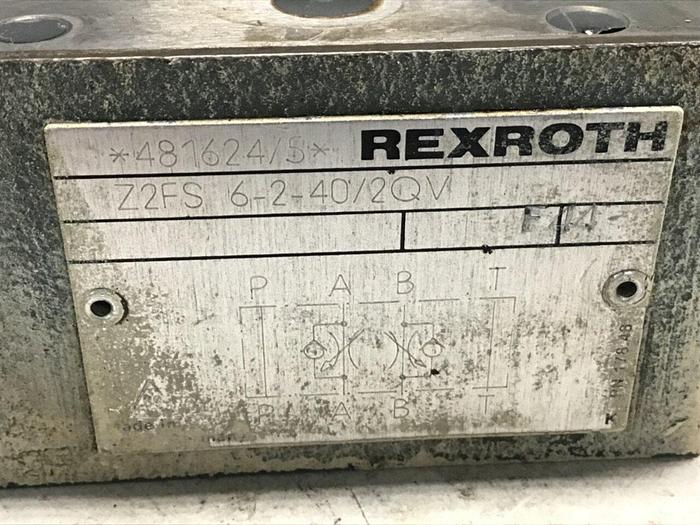 *481624/5* REXROTH
Z2FS 6-2-40/2QV
P A B T
P A B T